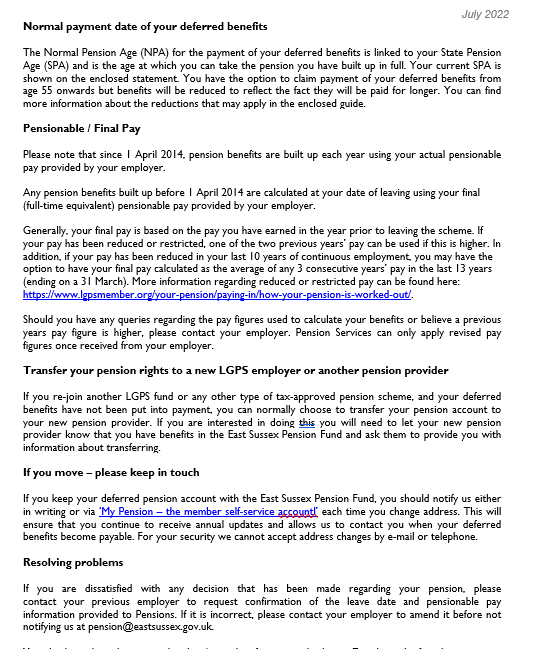 July 2022
Normal payment date of your deferred benefits
The Normal Pension Age (NPA) for the payment of your deferred benefits is linked to your State Pension
Age (SPA) and is the age at which you can take the pension you have built up in full. Your current SPA is
shown on the enclosed statement. You have the option to claim payment of your deferred benefits from
age 55 onwards but benefits will be reduced to reflect the fact they will be paid for longer. You can find
more information about the reductions that may apply in the enclosed guide.
Pensionable / Final Pay
Please note that since 1 April 2014, pension benefits are built up each year using your actual pensionable
pay provided by your employer.
Any pension benefits built up before 1 April 2014 are calculated at your date of leaving using your final
(full-time equivalent) pensionable pay provided by your employer.
Generally, your final pay is based on the pay you have earned in the year prior to leaving the scheme. If
your pay has been reduced or restricted, one of the two previous years' pay can be used if this is higher. In
addition, if your pay has been reduced in your last 10 years of continuous employment, you may have the
option to have your final pay calculated as the average of any 3 consecutive years' pay in the last 13 years
(ending on a 31 March). More information regarding reduced or restricted pay can be found here:
https://www.lgpsmember.org/your-pension/paying-in/how-your-pension-is-worked-out/.
Should you have any queries regarding the pay figures used to calculate your benefits or believe a previous
years pay figure is higher, please contact your employer. Pension Services can only apply revised pay
figures once received from your employer.
Transfer your pension rights to a new LGPS employer or another pension provider
If you re-join another LGPS fund or any other type of tax-approved pension scheme, and your deferred
benefits have not been put into payment, you can normally choose to transfer your pension account to
your new pension provider. If you are interested in doing this you will need to let your new pension
provider know that you have benefits in the East Sussex Pension Fund and ask them to provide you with
information about transferring.
If you move – please keep in touch
If you keep your deferred pension account with the East Sussex Pension Fund, you should notify us either
in writing or via 'My Pension – the member self-service accountl' each time you change address. This will
ensure that you continue to receive annual updates and allows us to contact you when your deferred
benefits become payable. For your security we cannot accept address changes by e-mail or telephone.
Resolving problems
If you are dissatisfied with any decision that has been made regarding your pension, please
contact your previous employer to request confirmation of the leave date and pensionable pay
information provided to Pensions. If it is incorrect, please contact your employer to amend it before not
notifying us at pension@eastsussex.gov.uk.